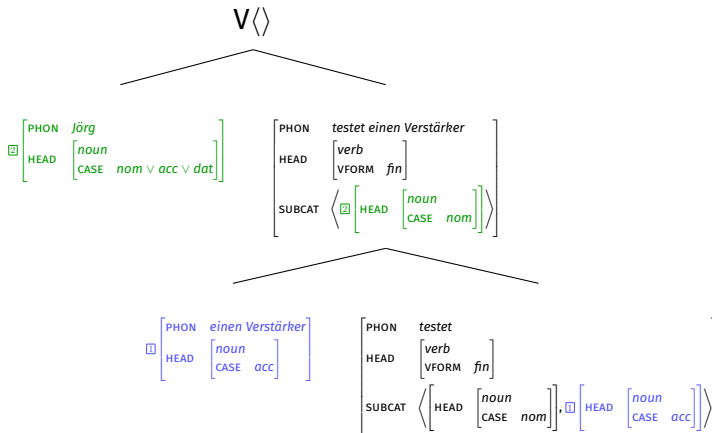 V⟨⟩
PHON Jörg
2 HEAD noun
CASE nom ∨ acc ∨ dat
PHON testet einen Verstärker
HEAD verb
VFORM fin
SUBCAT ⟨ 2 [ HEAD [ noun
CASE nom ] ] ⟩
PHON einen Verstärker
1 HEAD noun
CASE acc
PHON testet
HEAD verb
VFORM fin
SUBCAT ⟨ [ HEAD [ noun
CASE nom ] ], 1 [ HEAD [ noun
CASE acc ] ] ⟩